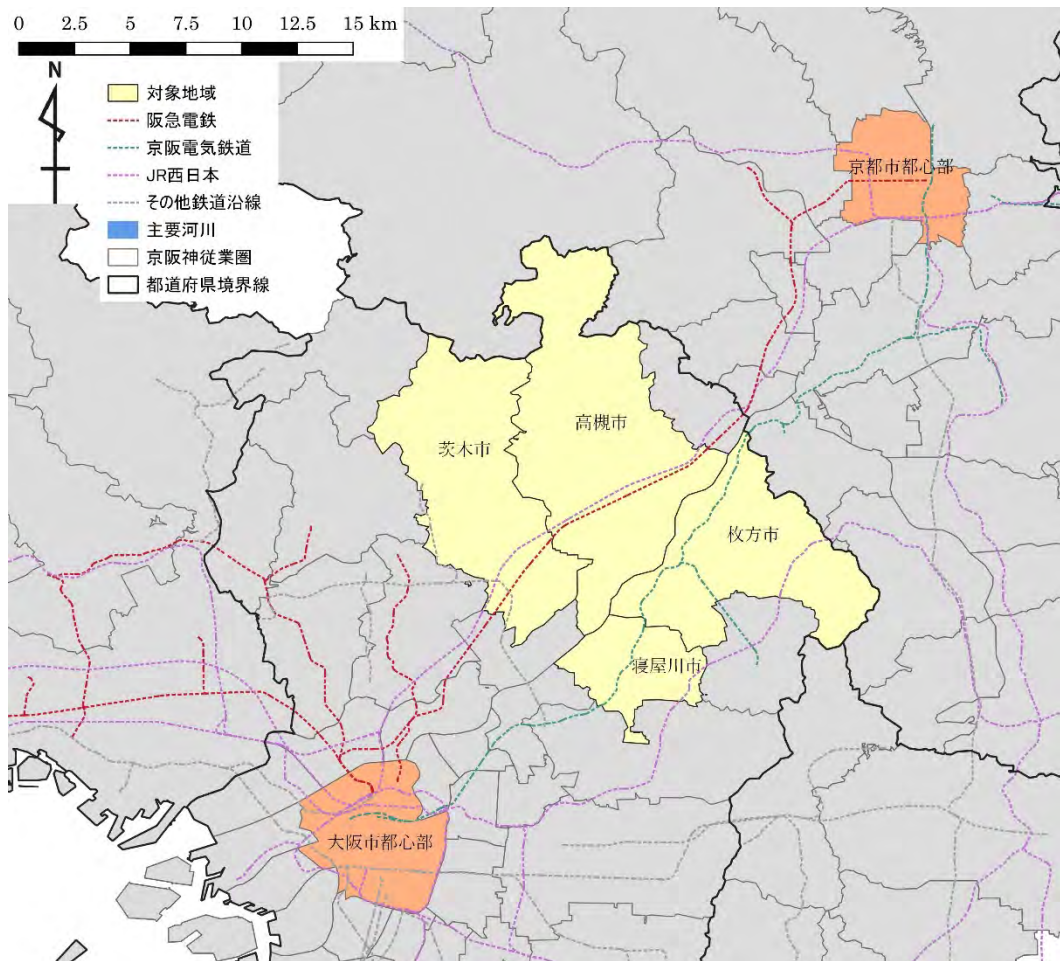 0 2.5 5 7.5 10 12.5 15 km
N
対象地域
阪急電鉄
京阪電気鉄道
JR西日本
その他鉄道沿線
主要河川
京阪神従業圏
都道府県境界線
京都市都心部
高槻市
茨木市
枚方市
寝屋川市
大阪市都心部